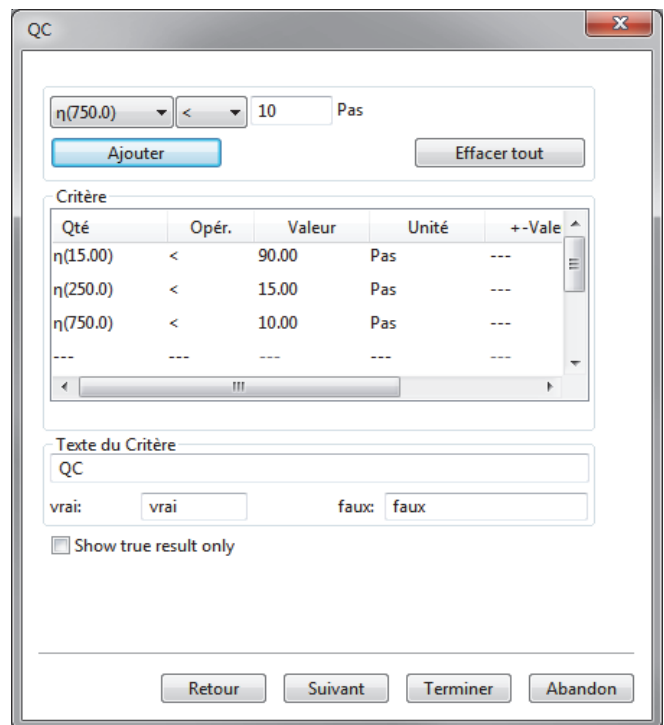 QC
η(750.0) < 10 Pas
Ajouter Effacer tout
Critère
Qté Opér. Valeur Unité +-Vale
η(15.00) < 90.00 Pas ---
η(250.0) < 15.00 Pas ---
η(750.0) < 10.00 Pas ---
--- --- --- --- ---
Texte du Critère
QC
vrai: vrai faux: faux
Show true result only
Retour Suivant Terminer Abandon